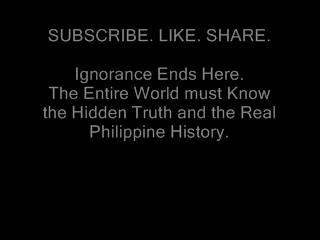 SUBSCRIBE. LIKE. SHARE.
Ignorance Ends Here.
The Entire World must Know
the Hidden Truth and the Real
Philippine History.